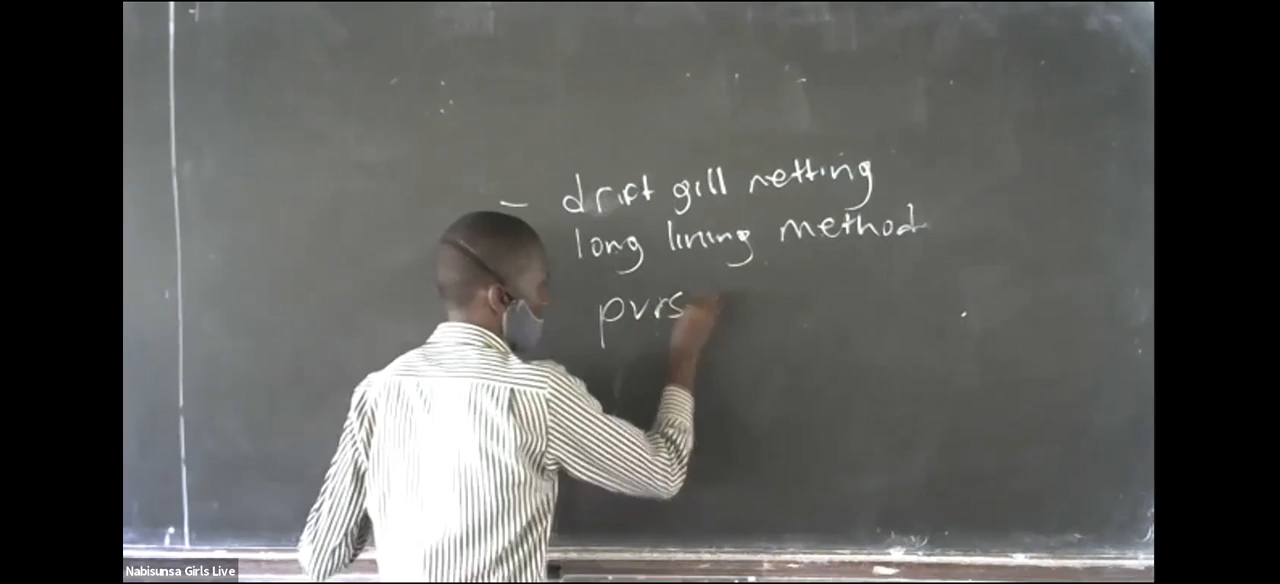 - drift gill netting
long lining method
purs
Nabisunsa Girls Live